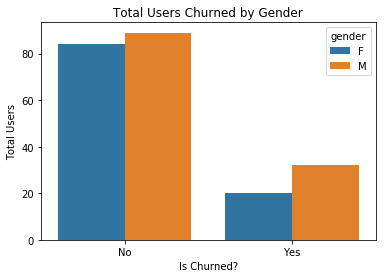 Total Users Churned by Gender
gender
F
M
80
60
40
20
0
Total Users
No
Yes
Is Churned?